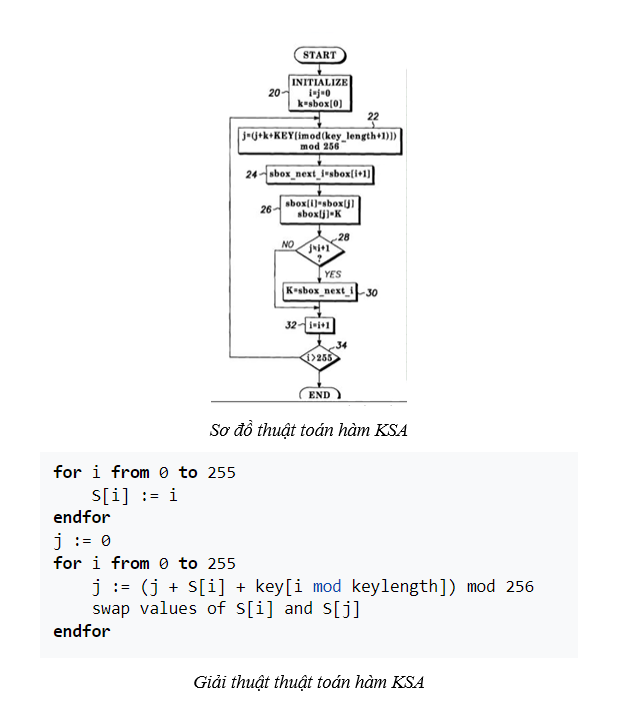 START
20
INITIALIZE
i=j=0
k=sbox[0]
22
j=(j+k+KEY[imod(key_length+1)])
mod 256
24
sbox_next_i=sbox[i+1]
26
sbox[i]=sbox[j]
sbox[j]=K
28
NO
j=i+1
?
YES
K=sbox_next_i
30
32
i=i+1
34
i>255
END
Sơ đồ thuật toán hàm KSA
for i from 0 to 255
S[i] := i
endfor
j := 0
for i from 0 to 255
j := (j + S[i] + key[i mod keylength]) mod 256
swap values of S[i] and S[j]
endfor
Giải thuật thuật toán hàm KSA